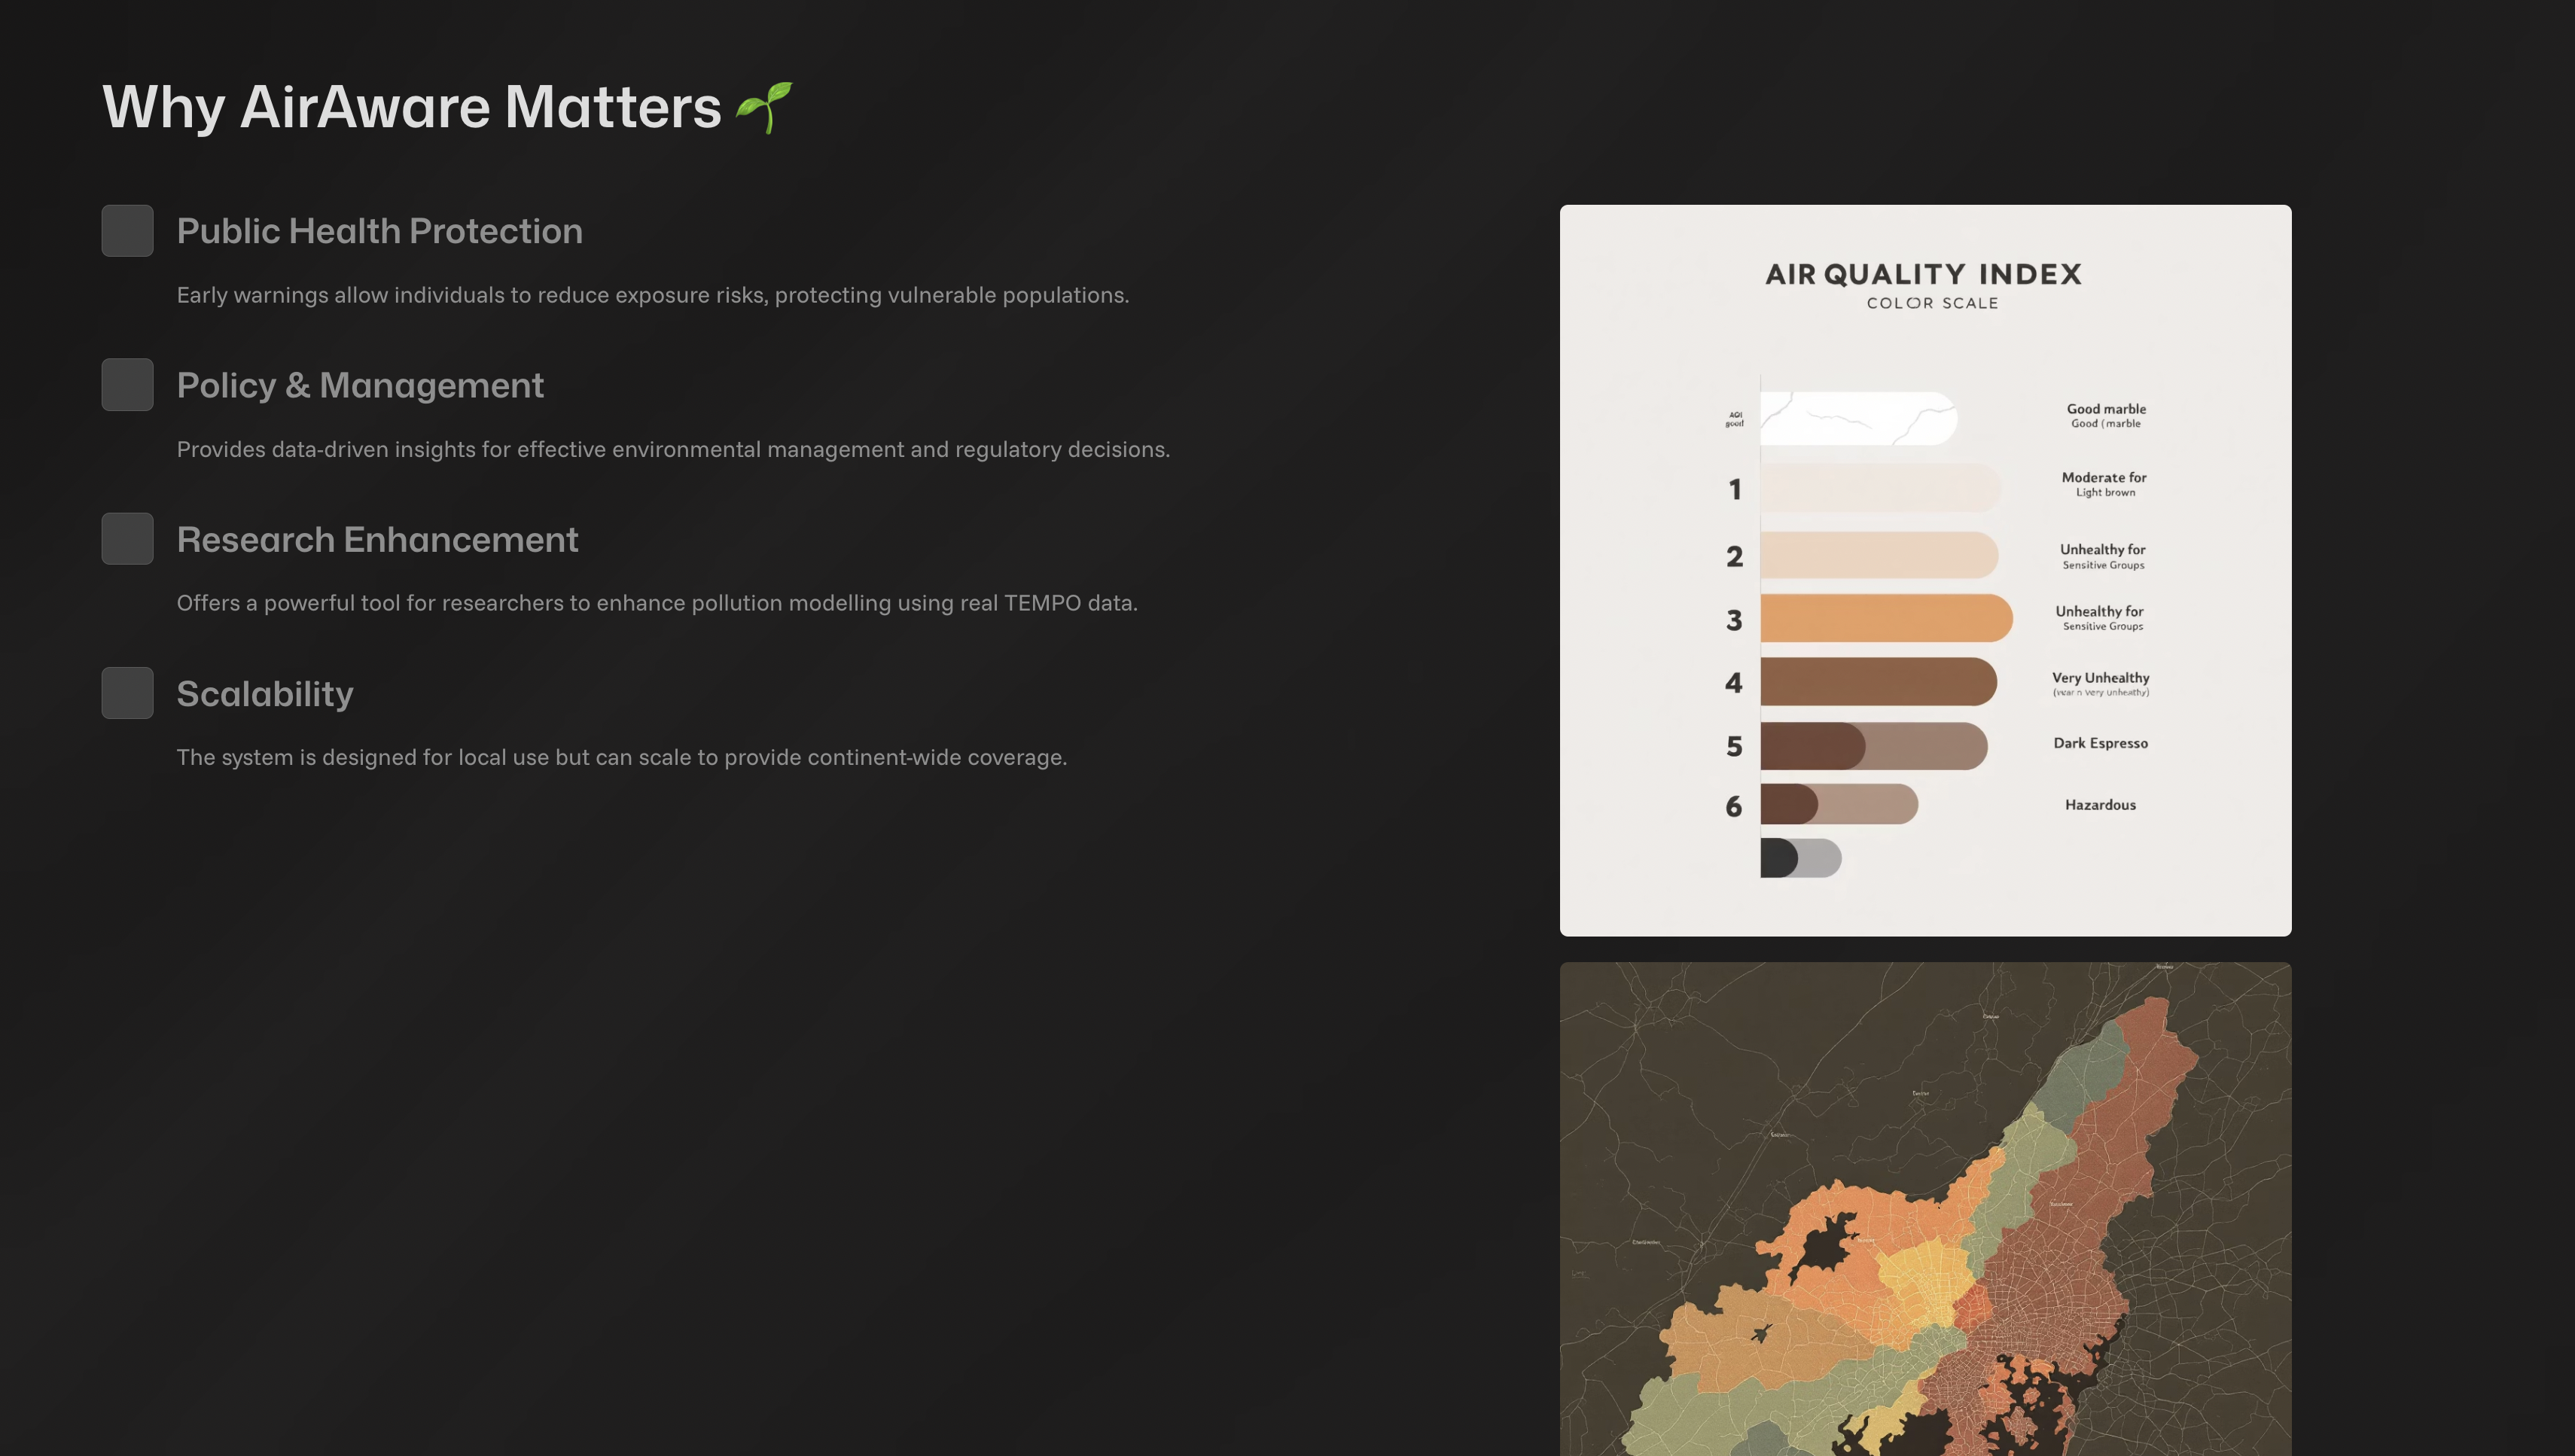 Why AirAware Matters 🌱
Public Health Protection
Early warnings allow individuals to reduce exposure risks, protecting vulnerable populations.
Policy & Management
Provides data-driven insights for effective environmental management and regulatory decisions.
Research Enhancement
Offers a powerful tool for researchers to enhance pollution modelling using real TEMPO data.
Scalability
The system is designed for local use but can scale to provide continent-wide coverage.
AIR QUALITY INDEX
COLOR SCALE
AQI
good
Good marble
Good (marble
1
Moderate for
Light brown
2
Unhealthy for
Sensitive Groups
3
Unhealthy for
Sensitive Groups
4
Very Unhealthy
5
Dark Espresso
6
Hazardous